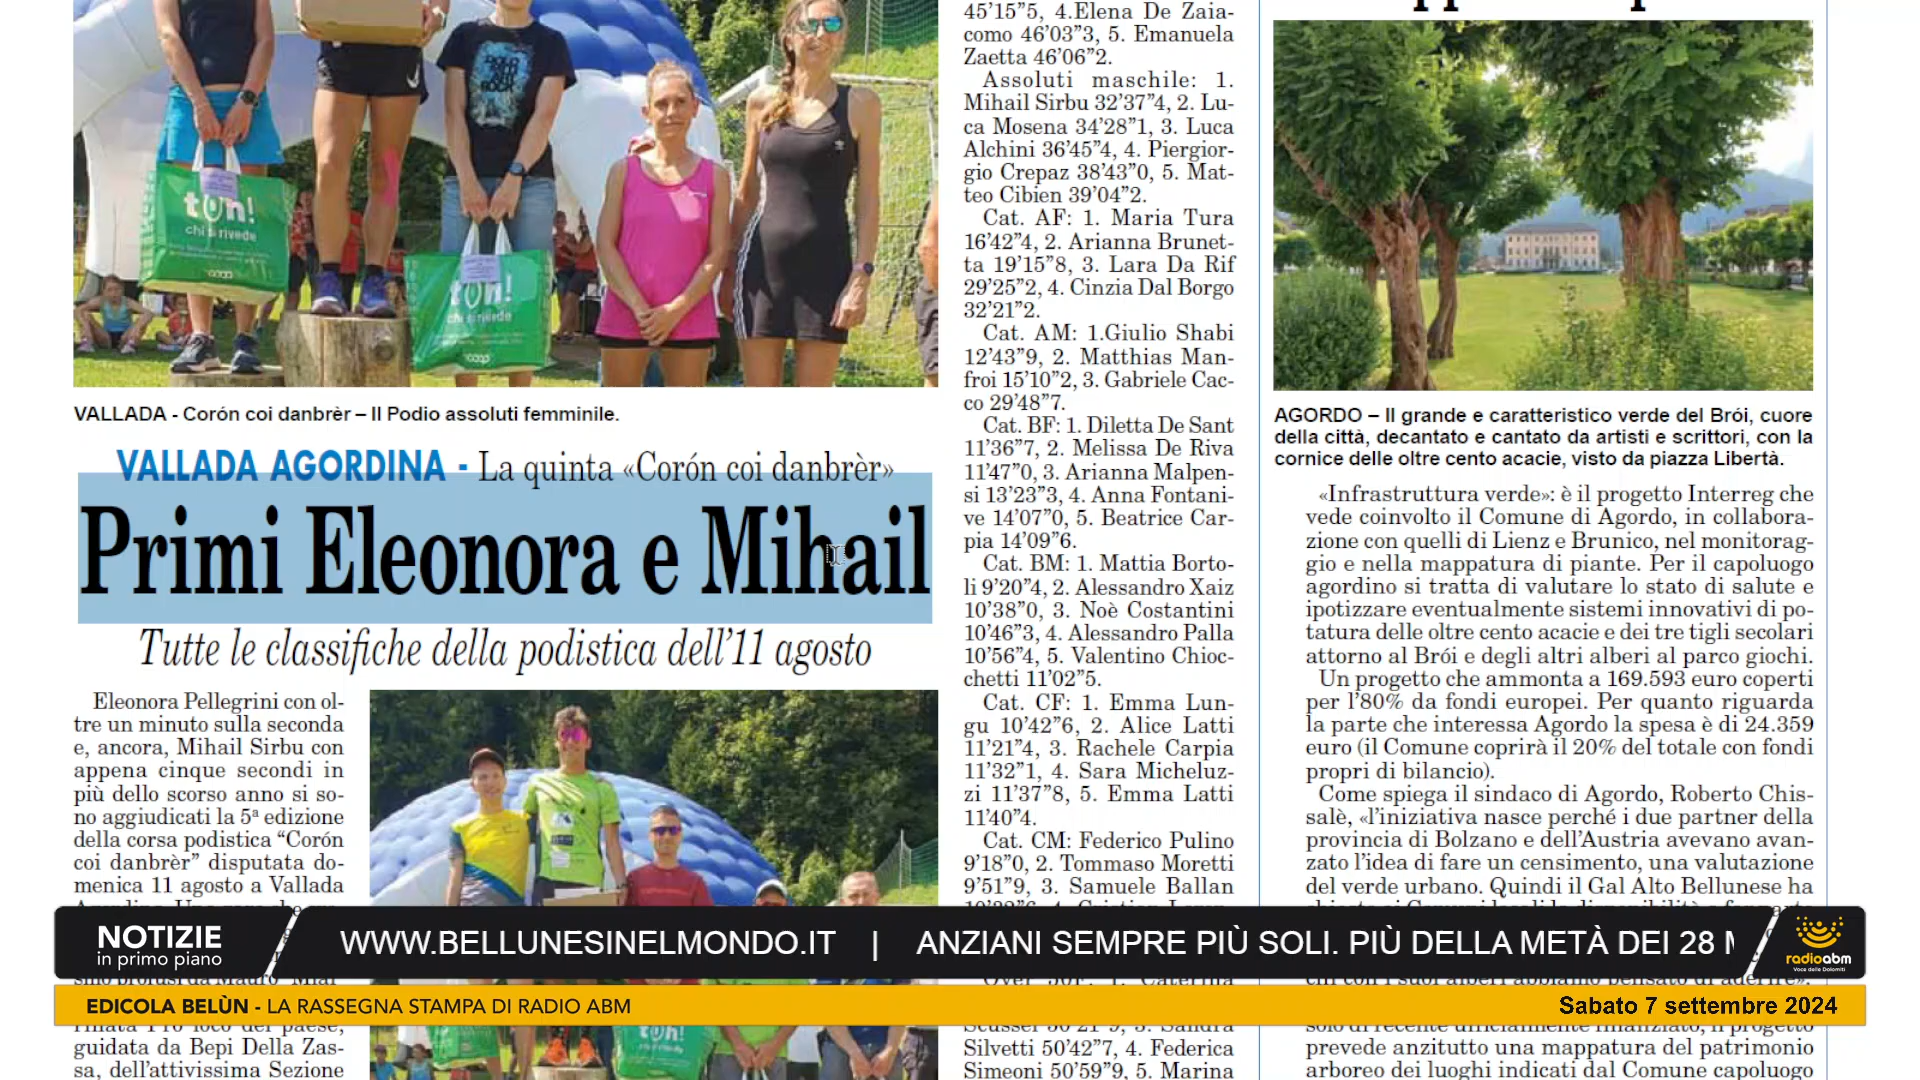 tOh!
chi si rivede
coop
tOh!
chi si rivede
coop
VALLADA - Corón coi danbrèr – Il Podio assoluti femminile.
VALLADA AGORDINA - La quinta «Corón coi danbrèr»
Primi Eleonora e Mihail
Tutte le classifiche della podistica dell’11 agosto
Eleonora Pellegrini con ol-
tre un minuto sulla seconda
e, ancora, Mihail Sirbu con
appena cinque secondi in
più dello scorso anno si so-
no aggiudicati la 5ª edizione
della corsa podistica “Corón
coi danbrèr” disputata do-
menica 11 agosto a Vallada
guidata da Bepi Della Zas-
sa, dell’attivissima Sezione
45’15”5, 4.Elena De Zaia-
como 46’03”3, 5. Emanuela
Zaetta 46’06”2.
Assoluti maschile: 1.
Mihail Sirbu 32’37”4, 2. Lu-
ca Mosena 34’28”1, 3. Luca
Alchini 36’45”4, 4. Piergior-
gio Crepaz 38’43”0, 5. Mat-
teo Cibien 39’04”2.
Cat. AF: 1. Maria Tura
16’42”4, 2. Arianna Brunet-
ta 19’15”8, 3. Lara Da Rif
29’25”2, 4. Cinzia Dal Borgo
32’21”2.
Cat. AM: 1.Giulio Shabi
12’43”9, 2. Matthias Man-
froi 15’10”2, 3. Gabriele Cac-
co 29’48”7.
Cat. BF: 1. Diletta De Sant
11’36”7, 2. Melissa De Riva
11’47”0, 3. Arianna Malpen-
si 13’23”3, 4. Anna Fontani-
ve 14’07”0, 5. Beatrice Car-
pia 14’09”6.
Cat. BM: 1. Mattia Borto-
li 9’20”4, 2. Alessandro Xaiz
10’38”0, 3. Noè Costantini
10’46”3, 4. Alessandro Palla
10’56”4, 5. Valentino Chioc-
chetti 11’02”5.
Cat. CF: 1. Emma Lun-
gu 10’42”6, 2. Alice Latti
11’21”4, 3. Rachele Carpia
11’32”1, 4. Sara Micheluz-
zi 11’37”8, 5. Emma Latti
11’40”4.
Cat. CM: Federico Pulino
9’18”0, 2. Tommaso Moretti
9’51”9, 3. Samuele Ballan
Silvetti 50’42”7, 4. Federica
Simeoni 50’59”9, 5. Marina
AGORDO – Il grande e caratteristico verde del Brói, cuore
della città, decantato e cantato da artisti e scrittori, con la
cornice delle oltre cento acacie, visto da piazza Libertà.
«Infrastruttura verde»: è il progetto Interreg che
vede coinvolto il Comune di Agordo, in collabora-
zione con quelli di Lienz e Brunico, nel monitorag-
gio e nella mappatura di piante. Per il capoluogo
agordino si tratta di valutare lo stato di salute e
ipotizzare eventualmente sistemi innovativi di po-
tatura delle oltre cento acacie e dei tre tigli secolari
attorno al Brói e degli altri alberi al parco giochi.
Un progetto che ammonta a 169.593 euro coperti
per l’80% da fondi europei. Per quanto riguarda
la parte che interessa Agordo la spesa è di 24.359
euro (il Comune coprirà il 20% del totale con fondi
propri di bilancio).
Come spiega il sindaco di Agordo, Roberto Chis-
salè, «l’iniziativa nasce perché i due partner della
provincia di Bolzano e dell’Austria avevano avan-
zato l’idea di fare un censimento, una valutazione
del verde urbano. Quindi il Gal Alto Bellunese ha
prevede anzitutto una mappatura del patrimonio
arboreo dei luoghi indicati dal Comune capoluogo
NOTIZIE
in primo piano
WWW.BELLUNESINELMONDO.IT | ANZIANI SEMPRE PIÙ SOLI. PIÙ DELLA METÀ DEI 28
radioabm
Voce delle Dolomiti
EDICOLA BELÙN - LA RASSEGNA STAMPA DI RADIO ABM
Sabato 7 settembre 2024